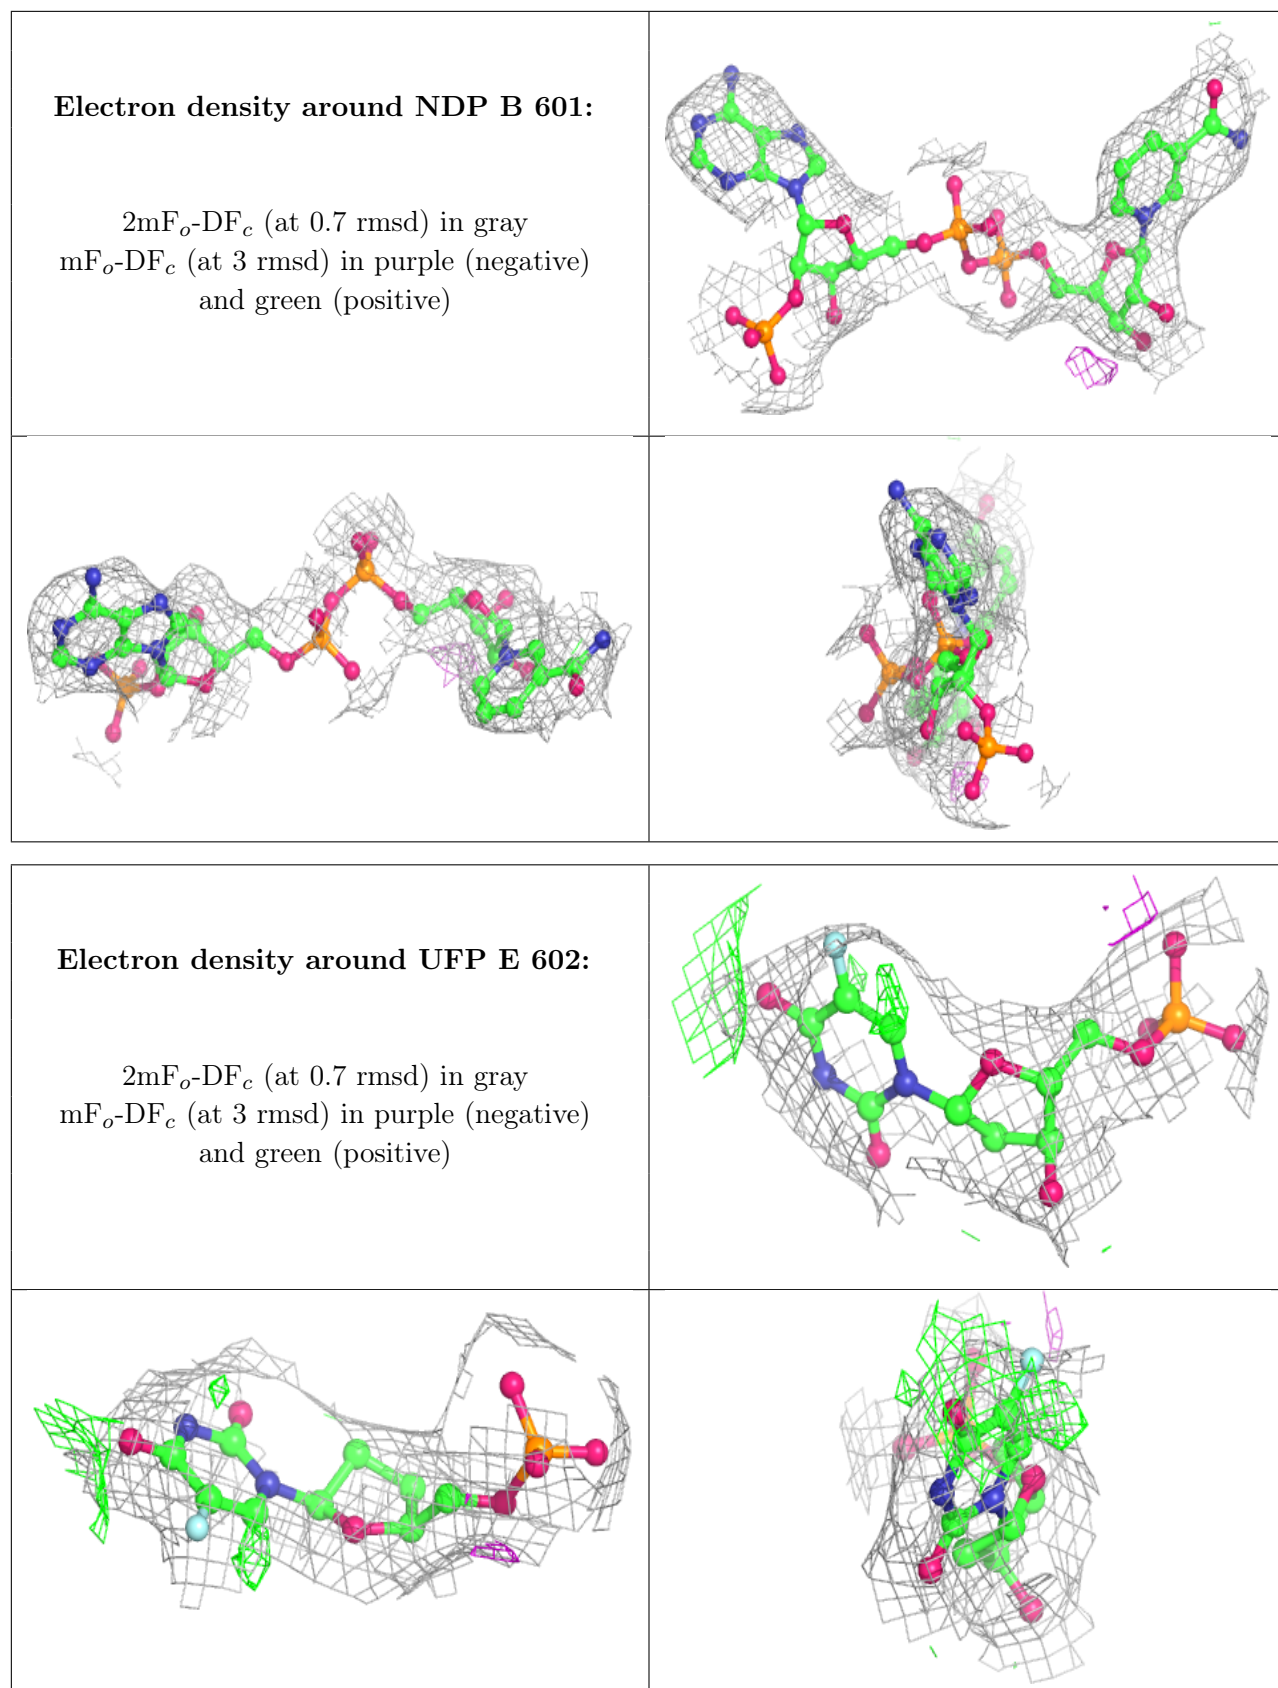 Electron density around NDP B 601:
2mFo-DFc (at 0.7 rmsd) in gray
mFo-DFc (at 3 rmsd) in purple (negative)
and green (positive)
Electron density around UFP E 602:
2mFo-DFc (at 0.7 rmsd) in gray
mFo-DFc (at 3 rmsd) in purple (negative)
and green (positive)